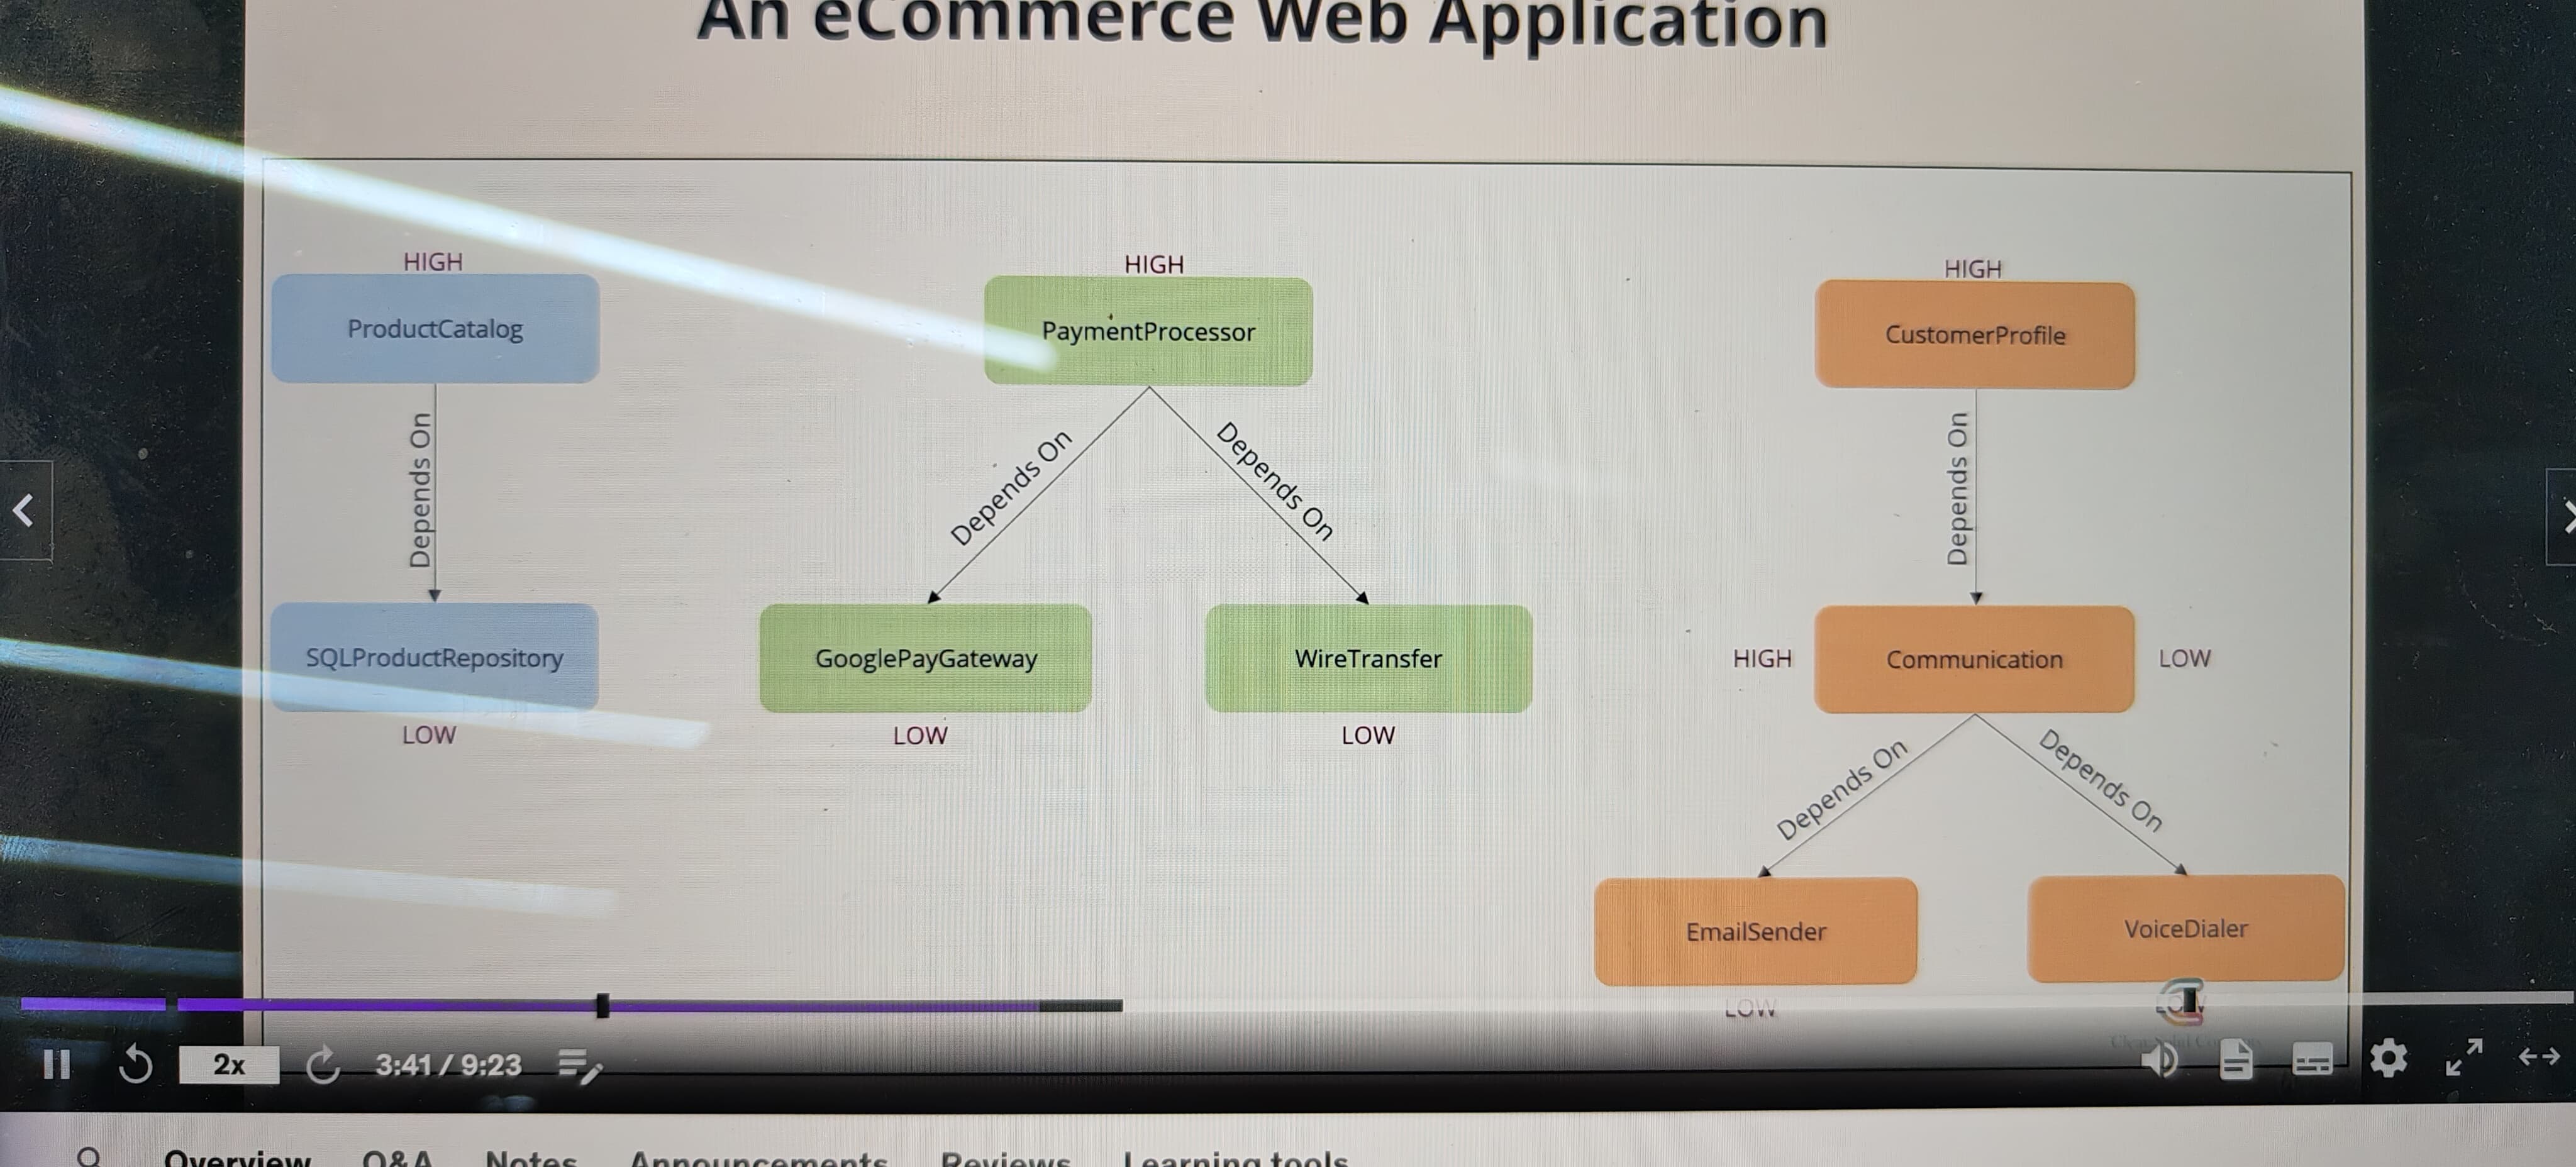 An eCommerce Web Application
HIGH
HIGH
HIGH
ProductCatalog
PaymentProcessor
CustomerProfile
Depends On
Depends On
Depends On
Depends On
SQLProductRepository
GooglePayGateway
WireTransfer
HIGH
Communication
LOW
LOW
LOW
LOW
Depends On
Depends On
EmailSender
VoiceDialer
LOW
LOW
2x
3:41 / 9:23
Overview
Q&A
Notes
Announcements
Reviews
Learning tools